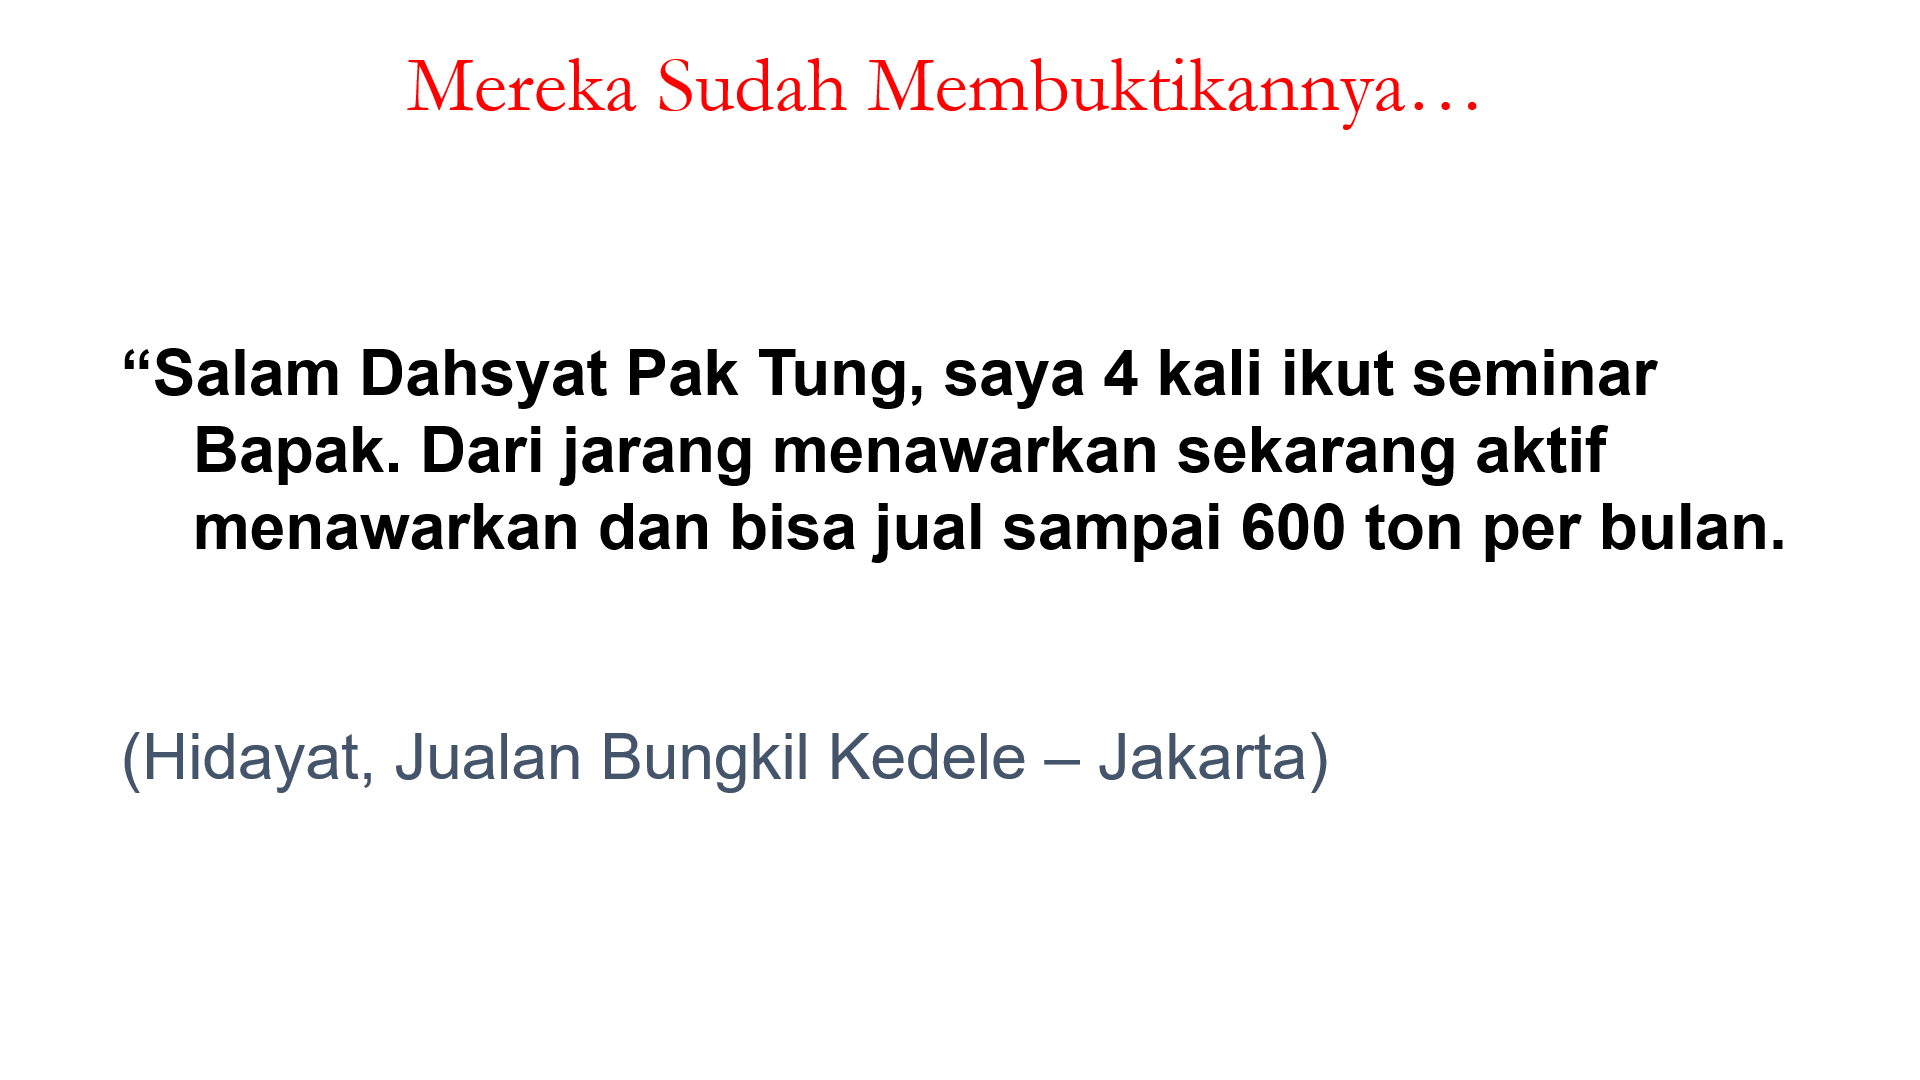 Mereka Sudah Membuktikannya…
“Salam Dahsyat Pak Tung, saya 4 kali ikut seminar
Bapak. Dari jarang menawarkan sekarang aktif
menawarkan dan bisa jual sampai 600 ton per bulan.
(Hidayat, Jualan Bungkil Kedele – Jakarta)